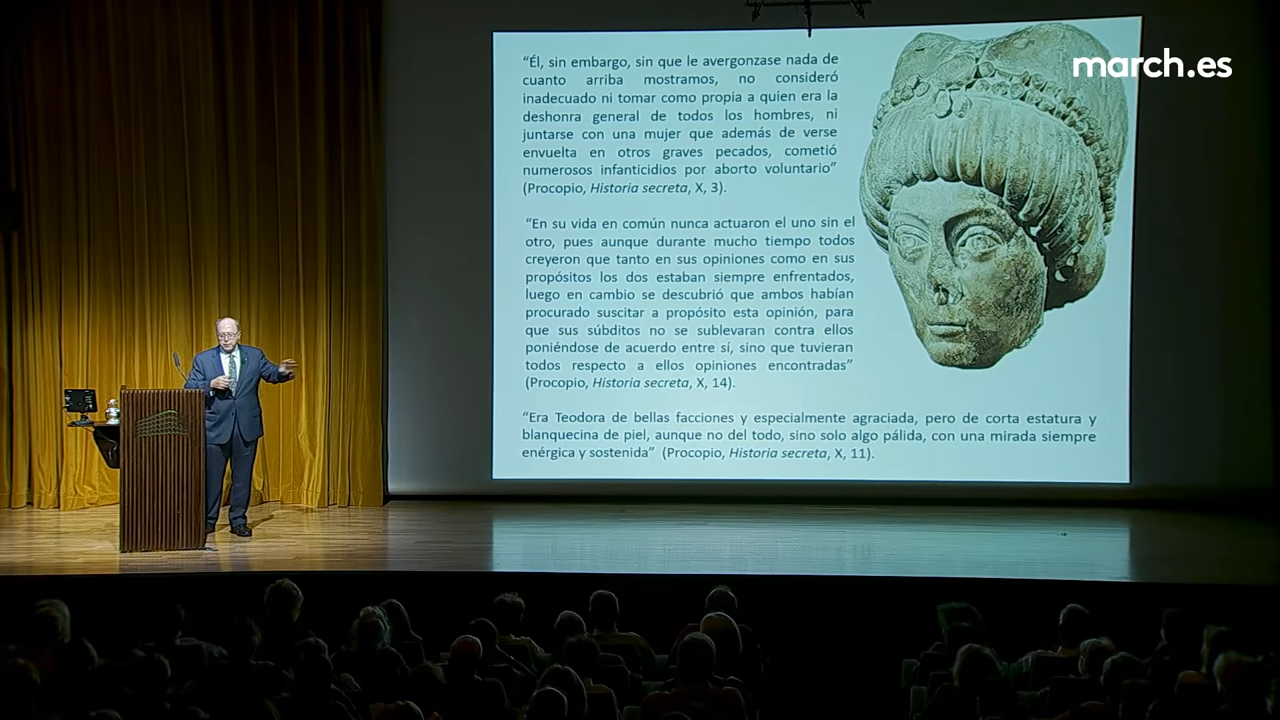 march.es
“Él, sin embargo, sin que le avergonzase nada de
cuanto arriba mostramos, no consideró
inadecuado ni tomar como propia a quien era la
deshonra general de todos los hombres, ni
juntarse con una mujer que además de verse
envuelta en otros graves pecados, cometió
numerosos infanticidios por aborto voluntario”
(Procopio, Historia secreta, X, 3).
“En su vida en común nunca actuaron el uno sin el
otro, pues aunque durante mucho tiempo todos
creyeron que tanto en sus opiniones como en sus
propósitos los dos estaban siempre enfrentados,
luego en cambio se descubrió que ambos habían
procurado suscitar a propósito esta opinión, para
que sus súbditos no se sublevaran contra ellos
poniéndose de acuerdo entre sí, sino que tuvieran
todos respecto a ellos opiniones encontradas”
(Procopio, Historia secreta, X, 14).
“Era Teodora de bellas facciones y especialmente agraciada, pero de corta estatura y
blanquecina de piel, aunque no del todo, sino solo algo pálida, con una mirada siempre
enérgica y sostenida” (Procopio, Historia secreta, X, 11).